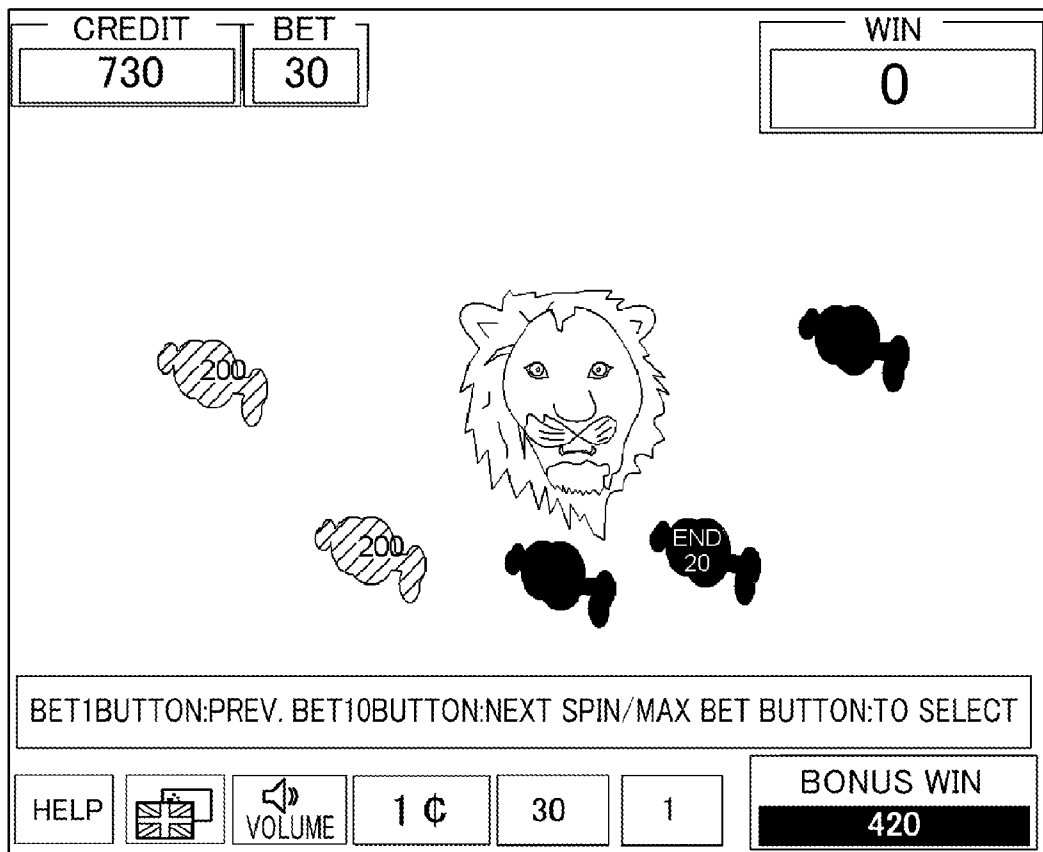 CREDIT
BET
WIN
730
30
0
200
200
END
20
BET1BUTTON:PREV. BET10BUTTON:NEXT SPIN/MAX BET BUTTON:TO SELECT
HELP
VOLUME
1 ¢
30
1
BONUS WIN
420